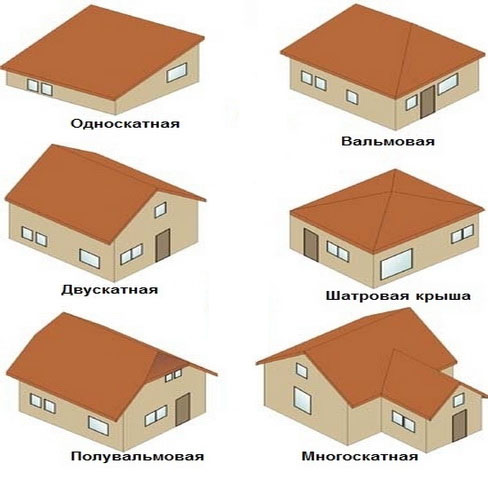 Односкатная
Вальмовая
Двускатная
Шатровая крыша
Полувальмовая
Многоскатная